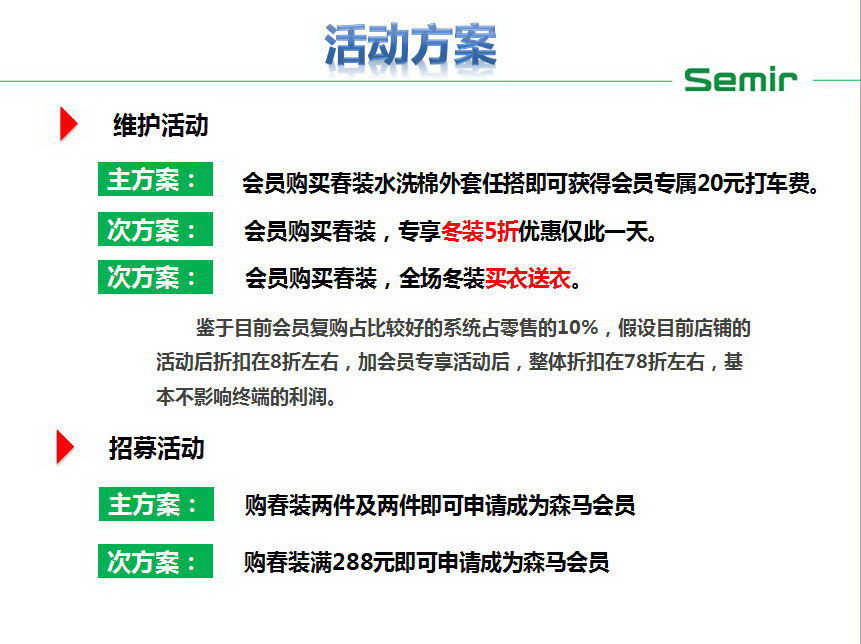 活动方案
Semir
维护活动
主方案： 会员购买春装水洗棉外套任搭即可获得会员专属20元打车费。
次方案： 会员购买春装，专享冬装5折优惠仅此一天。
次方案： 会员购买春装，全场冬装买衣送衣。
鉴于目前会员复购占比较好的系统占零售的10%，假设目前店铺的
活动后折扣在8折左右，加会员专享活动后，整体折扣在78折左右，基
本不影响终端的利润。
招募活动
主方案： 购春装两件及两件即可申请成为森马会员
次方案： 购春装满288元即可申请成为森马会员